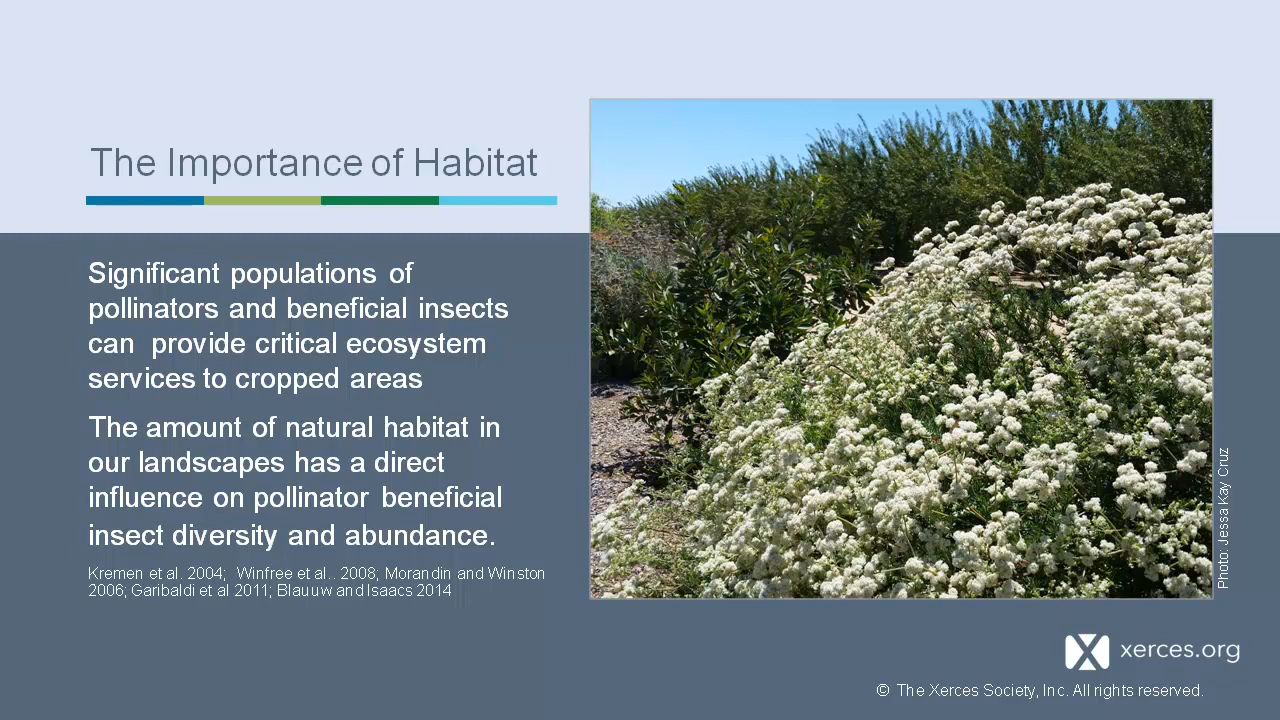 The Importance of Habitat
Significant populations of
pollinators and beneficial insects
can  provide critical ecosystem
services to cropped areas
The amount of natural habitat in
our landscapes has a direct
influence on pollinator beneficial
insect diversity and abundance.
Kremen et al. 2004;  Winfree et al.. 2008; Morandin and Winston
2006; Garibaldi et al 2011; Blauuw and Isaacs 2014
Photo: Jessa Kay Cruz
xerces.org
© The Xerces Society, Inc. All rights reserved.